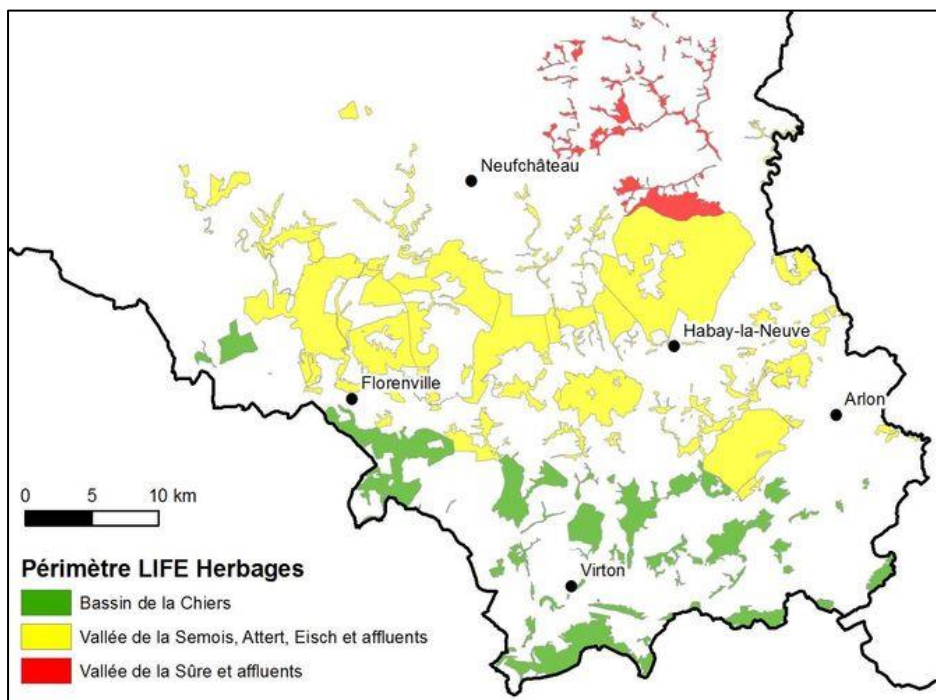 Neufchâteau
Habay-la-Neuve
Florenville
Arlon
0 5 10 km
Virton
Périmètre LIFE Herbages
Bassin de la Chiers
Vallée de la Semois, Attert, Eisch et affluents
Vallée de la Sûre et affluents